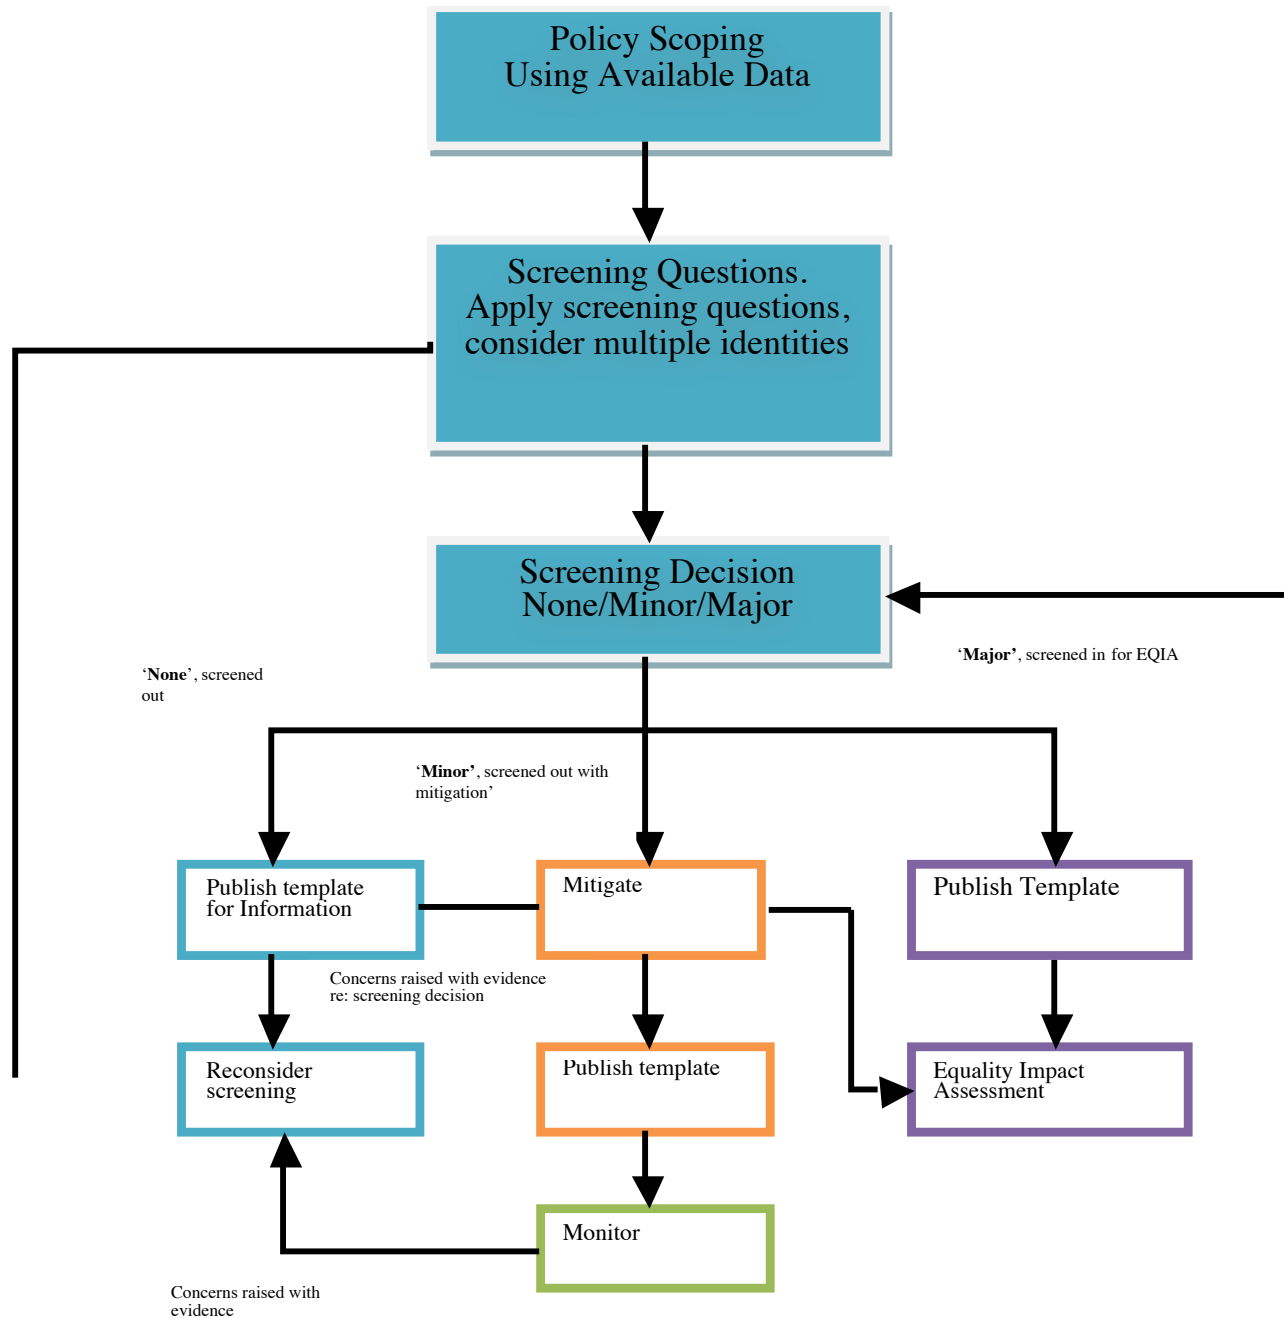 Policy Scoping
Using Available Data
Screening Questions.
Apply screening questions,
consider multiple identities
Screening Decision
None/Minor/Major
‘Major’, screened in for EQIA
‘None’, screened
out
‘Minor’, screened out with
mitigation’
Publish template
for Information
Mitigate
Publish Template
Concerns raised with evidence
re: screening decision
Reconsider
screening
Publish template
Equality Impact
Assessment
Monitor
Concerns raised with
evidence